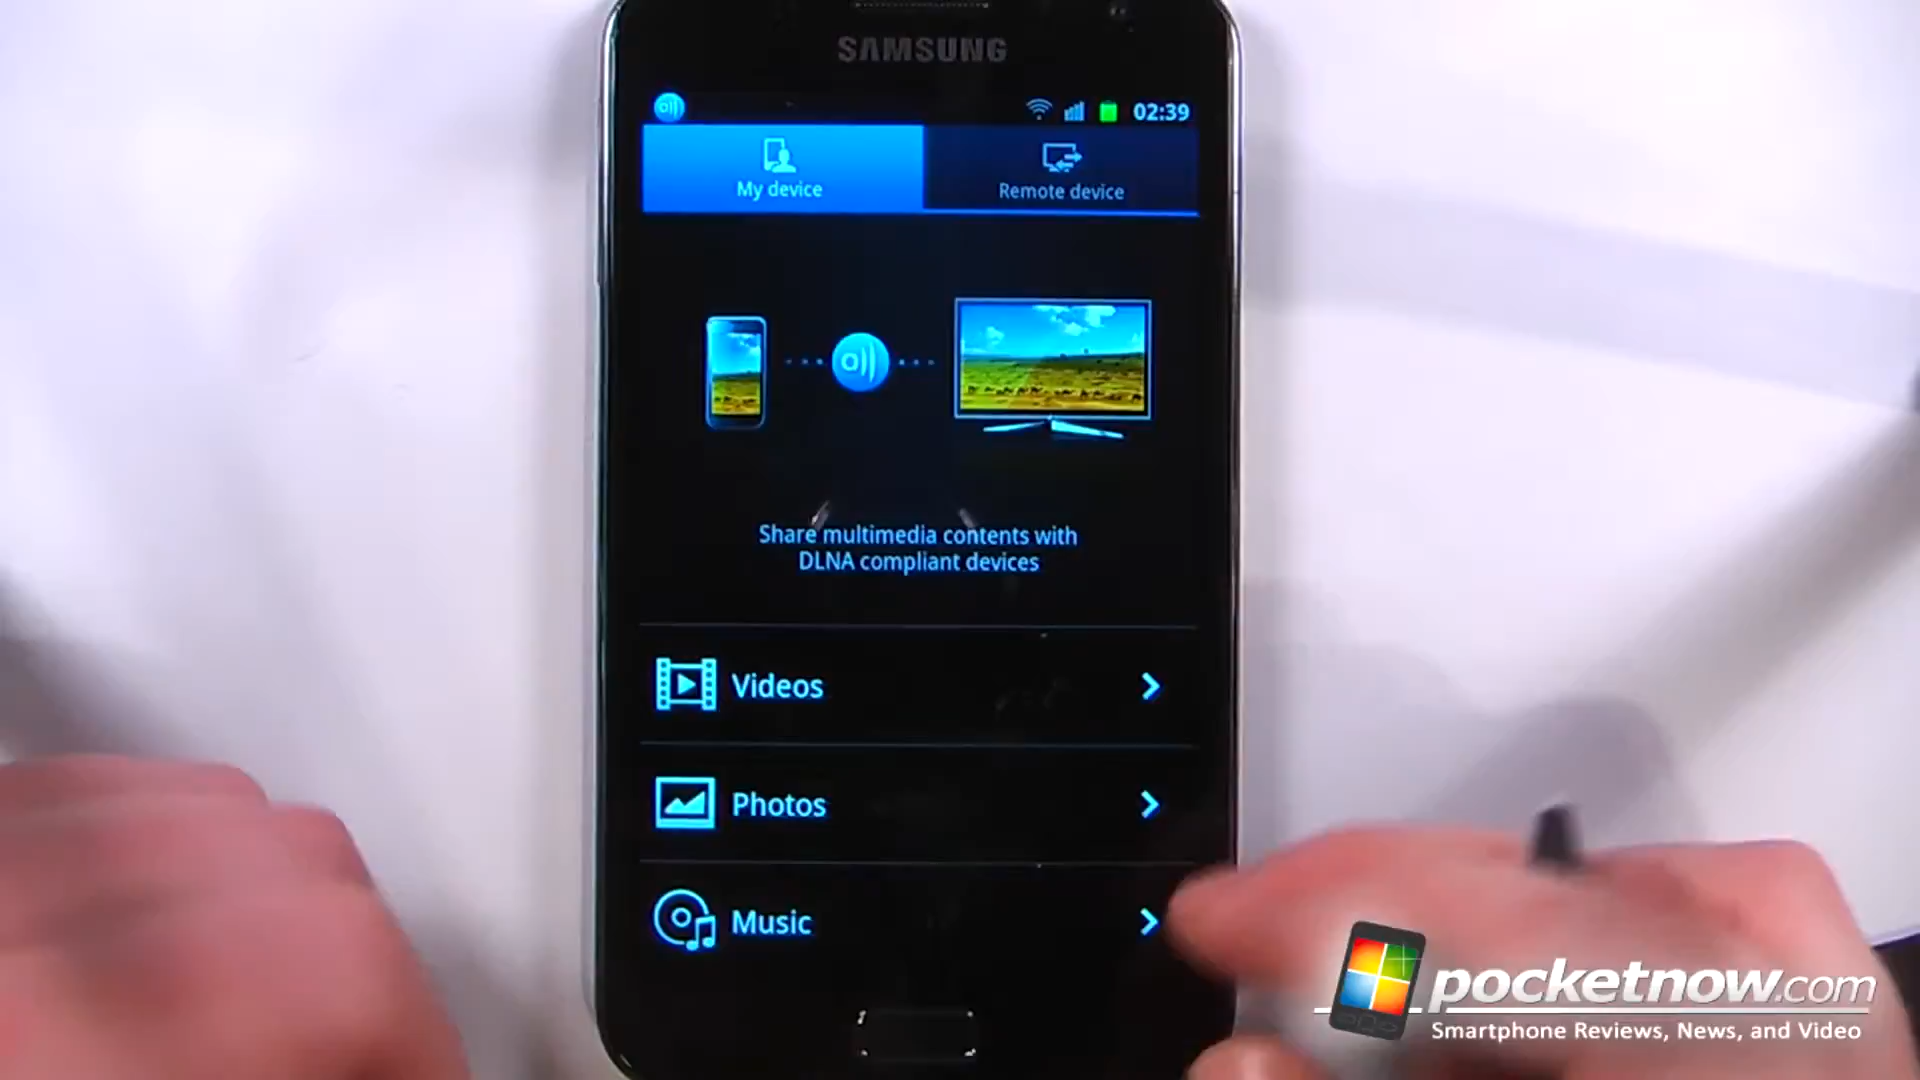 SAMSUNG
02:39
My device
Remote device
Share multimedia contents with
DLNA compliant devices
Videos
Photos
Music
pocketnow.com
Smartphone Reviews, News, and Video